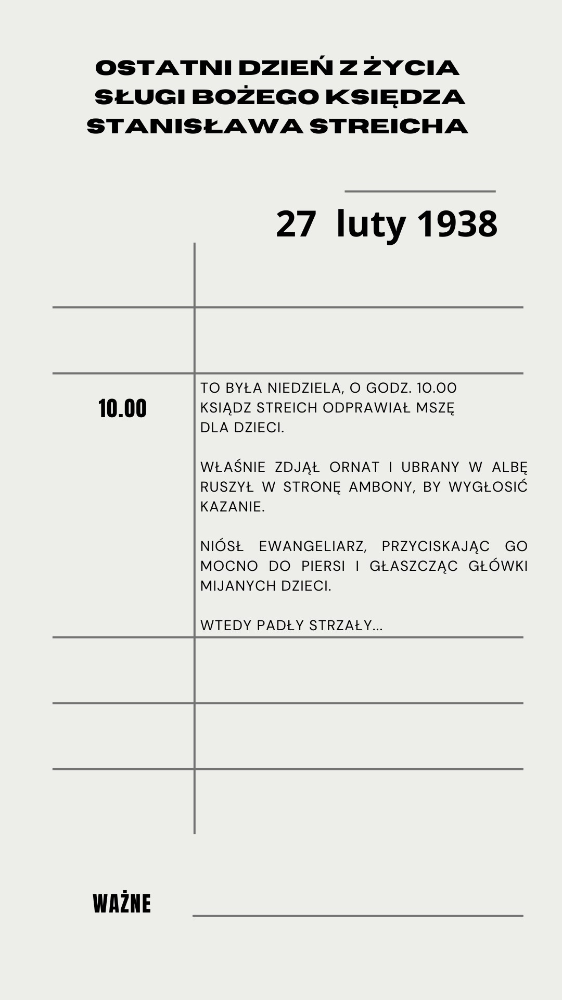 OSTATNI DZIEŃ Z ŻYCIA
SŁUGI BOŻEGO KSIĘDZA
STANISŁAWA STREICHA
27 luty 1938
10.00
TO BYŁA NIEDZIELA, O GODZ. 10.00
KSIĄDZ STREICH ODPRAWIAŁ MSZĘ
DLA DZIECI.
WŁAŚNIE ZDJĄŁ ORNAT I UBRANY W ALBĘ
RUSZYŁ W STRONĘ AMBONY, BY WYGŁOSIĆ
KAZANIE.
NIÓSŁ EWANGELIARZ, PRZYCISKAJĄC GO
MOCNO DO PIERSI I GŁASZCZĄC GŁÓWKI
MIJANYCH DZIECI.
WTEDY PADŁY STRZAŁY...
WAŻNE